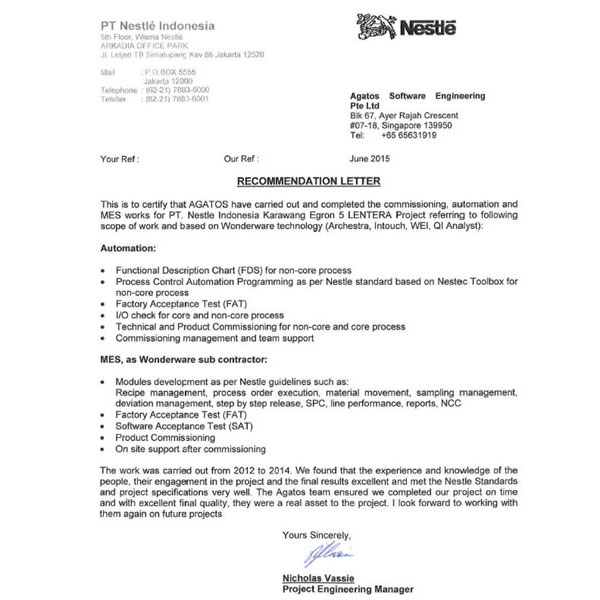 PT Nestlé Indonesia
5th Floor, Wisma Nestlé
ARKADIA OFFICE PARK
Jl. Letjen TB Simatupang Kav 88 Jakarta 12520
Mail : P.O.BOX 5555
Jakarta 12000
Telephone : (62-21) 7883-6000
Telefax : (62-21) 7883-6001
Nestlé
Agatos Software Engineering
Pte Ltd
Blk 67, Ayer Rajah Crescent
#07-18, Singapore 139950
Tel: +65 65631919
Your Ref : Our Ref : June 2015
RECOMMENDATION LETTER
This is to certify that AGATOS have carried out and completed the commissioning, automation and
MES works for PT. Nestle Indonesia Karawang Egron 5 LENTERA Project referring to following
scope of work and based on Wonderware technology (Archestra, Intouch, WEI, QI Analyst):
Automation:
• Functional Description Chart (FDS) for non-core process
• Process Control Automation Programming as per Nestle standard based on Nestec Toolbox for
non-core process
• Factory Acceptance Test (FAT)
• I/O check for core and non-core process
• Technical and Product Commissioning for non-core and core process
• Commissioning management and team support
MES, as Wonderware sub contractor:
• Modules development as per Nestle guidelines such as:
Recipe management, process order execution, material movement, sampling management,
deviation management, step by step release, SPC, line performance, reports, NCC
• Factory Acceptance Test (FAT)
• Software Acceptance Test (SAT)
• Product Commissioning
• On site support after commissioning
The work was carried out from 2012 to 2014. We found that the experience and knowledge of the
people, their engagement in the project and the final results excellent and met the Nestle Standards
and project specifications very well. The Agatos team ensured we completed our project on time
and with excellent final quality, they were a real asset to the project. I look forward to working with
them again on future projects
Yours Sincerely,
Nicholas Vassie
Project Engineering Manager